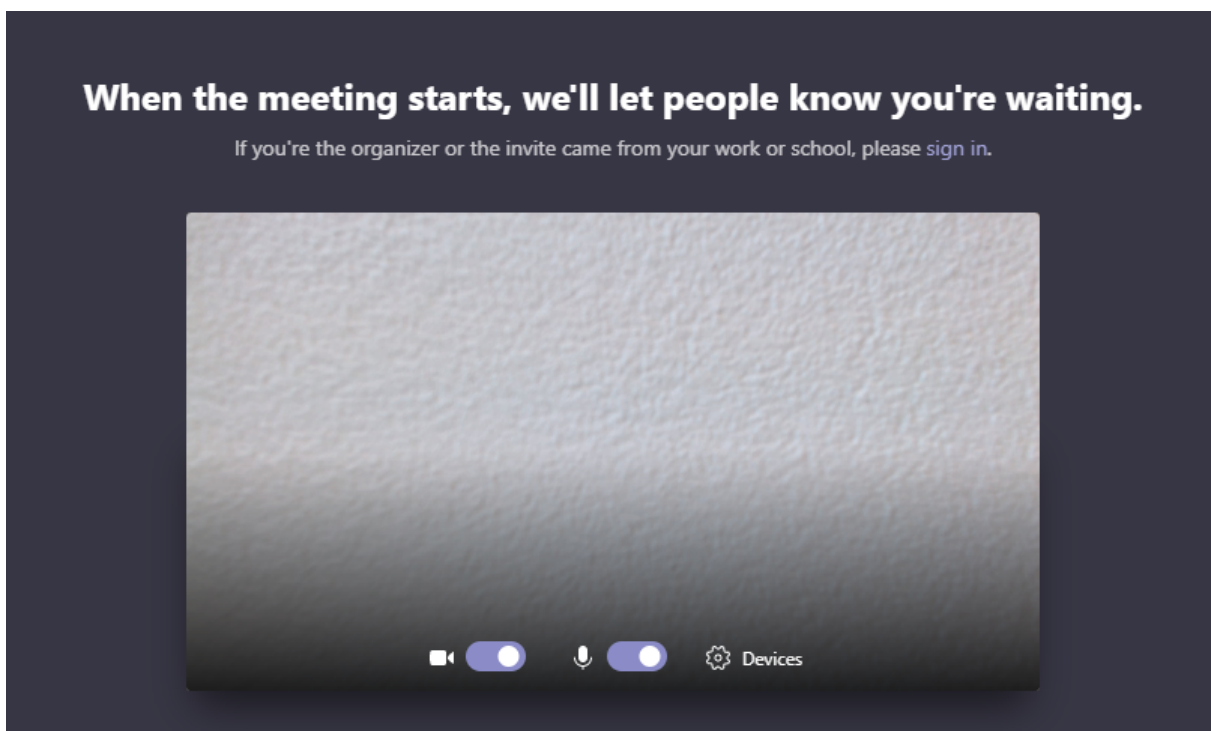 When the meeting starts, we'll let people know you're waiting.
If you're the organizer or the invite came from your work or school, please sign in.
Devices